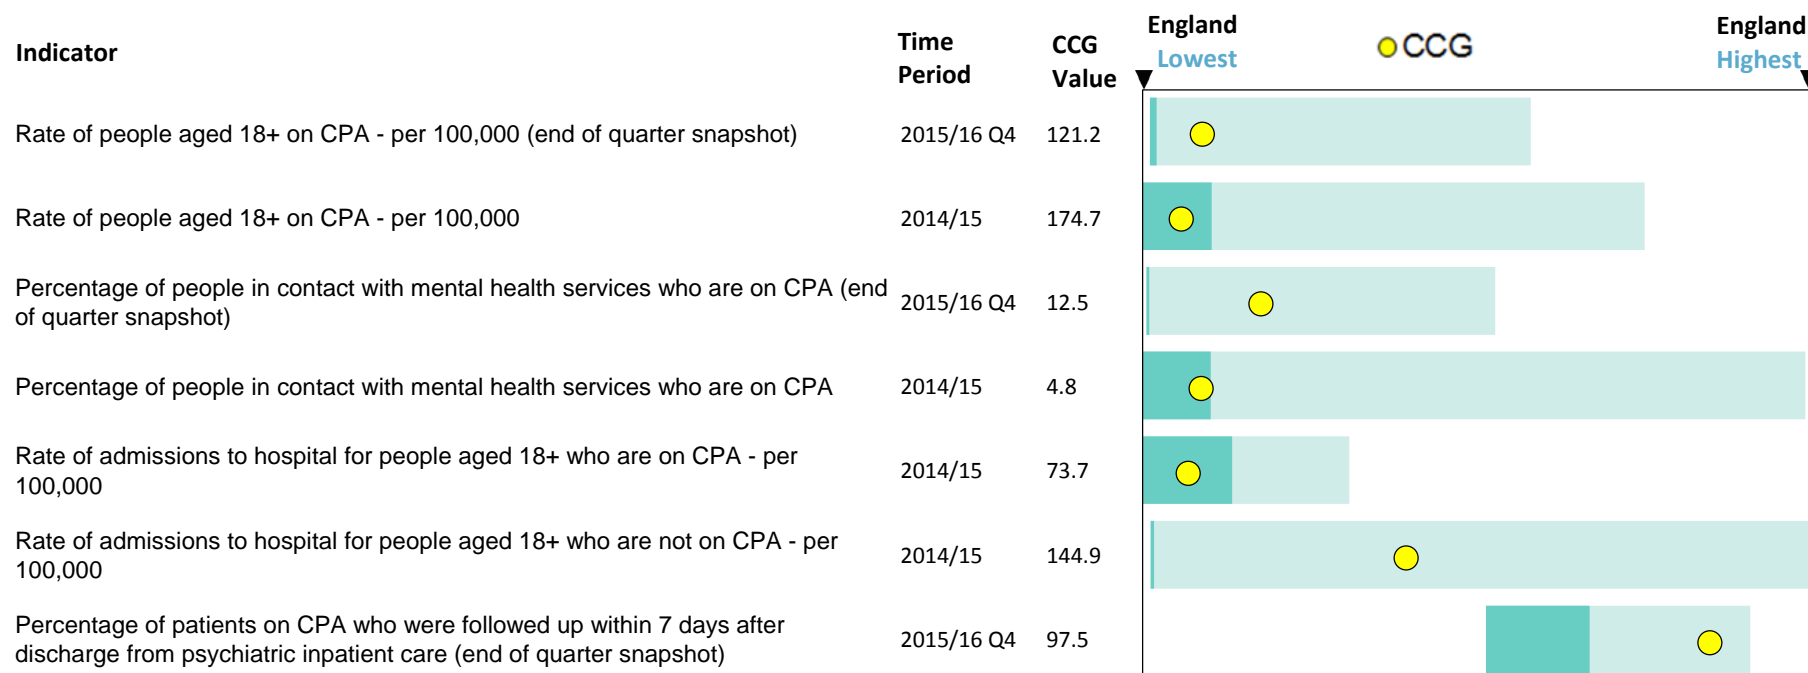 Indicator
Time Period
CCG Value
England Lowest
CCG
England Highest
Rate of people aged 18+ on CPA - per 100,000 (end of quarter snapshot) 2015/16 Q4 121.2
Rate of people aged 18+ on CPA - per 100,000 2014/15 174.7
Percentage of people in contact with mental health services who are on CPA (end
of quarter snapshot) 2015/16 Q4 12.5
Percentage of people in contact with mental health services who are on CPA 2014/15 4.8
Rate of admissions to hospital for people aged 18+ who are on CPA - per
100,000 2014/15 73.7
Rate of admissions to hospital for people aged 18+ who are not on CPA - per
100,000 2014/15 144.9
Percentage of patients on CPA who were followed up within 7 days after
discharge from psychiatric inpatient care (end of quarter snapshot) 2015/16 Q4 97.5